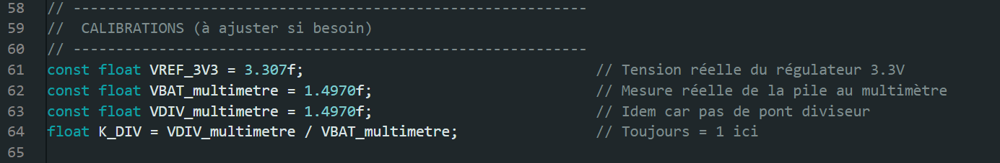 58 // ------------------------------------------------------------
59 //  CALIBRATIONS (à ajuster si besoin)
60 // ------------------------------------------------------------
61 const float VREF_3V3 = 3.307f; // Tension réelle du régulateur 3.3V
62 const float VBAT_multimetre = 1.4970f; // Mesure réelle de la pile au multimètre
63 const float VDIV_multimetre = 1.4970f; // Idem car pas de pont diviseur
64 float K_DIV = VDIV_multimetre / VBAT_multimetre; // Toujours = 1 ici
65